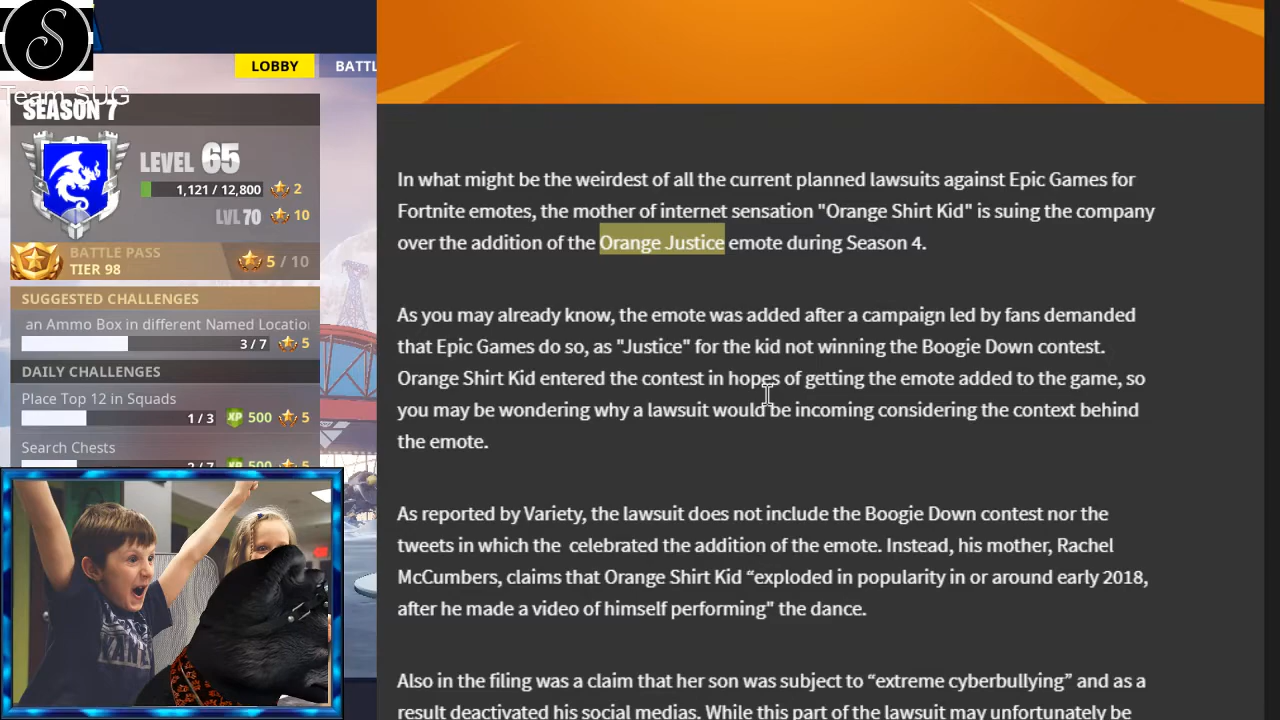 S
Team SUG
LOBBY
BATTL
SEASON 7
LEVEL 65
1,121 / 12,800
2
LVL 70
10
BATTLE PASS
TIER 98
5 / 10
SUGGESTED CHALLENGES
an Ammo Box in different Named Locatio
3 / 7
5
DAILY CHALLENGES
Place Top 12 in Squads
1 / 3
XP 500
5
Search Chests
2 / 7
XP 500
5
In what might be the weirdest of all the current planned lawsuits against Epic Games for
Fortnite emotes, the mother of internet sensation "Orange Shirt Kid" is suing the company
over the addition of the Orange Justice emote during Season 4.
As you may already know, the emote was added after a campaign led by fans demanded
that Epic Games do so, as "Justice" for the kid not winning the Boogie Down contest.
Orange Shirt Kid entered the contest in hopes of getting the emote added to the game, so
you may be wondering why a lawsuit would be incoming considering the context behind
the emote.
As reported by Variety, the lawsuit does not include the Boogie Down contest nor the
tweets in which the celebrated the addition of the emote. Instead, his mother, Rachel
McCumbers, claims that Orange Shirt Kid “exploded in popularity in or around early 2018,
after he made a video of himself performing" the dance.
Also in the filing was a claim that her son was subject to “extreme cyberbullying” and as a
result deactivated his social medias. While this part of the lawsuit may unfortunately be